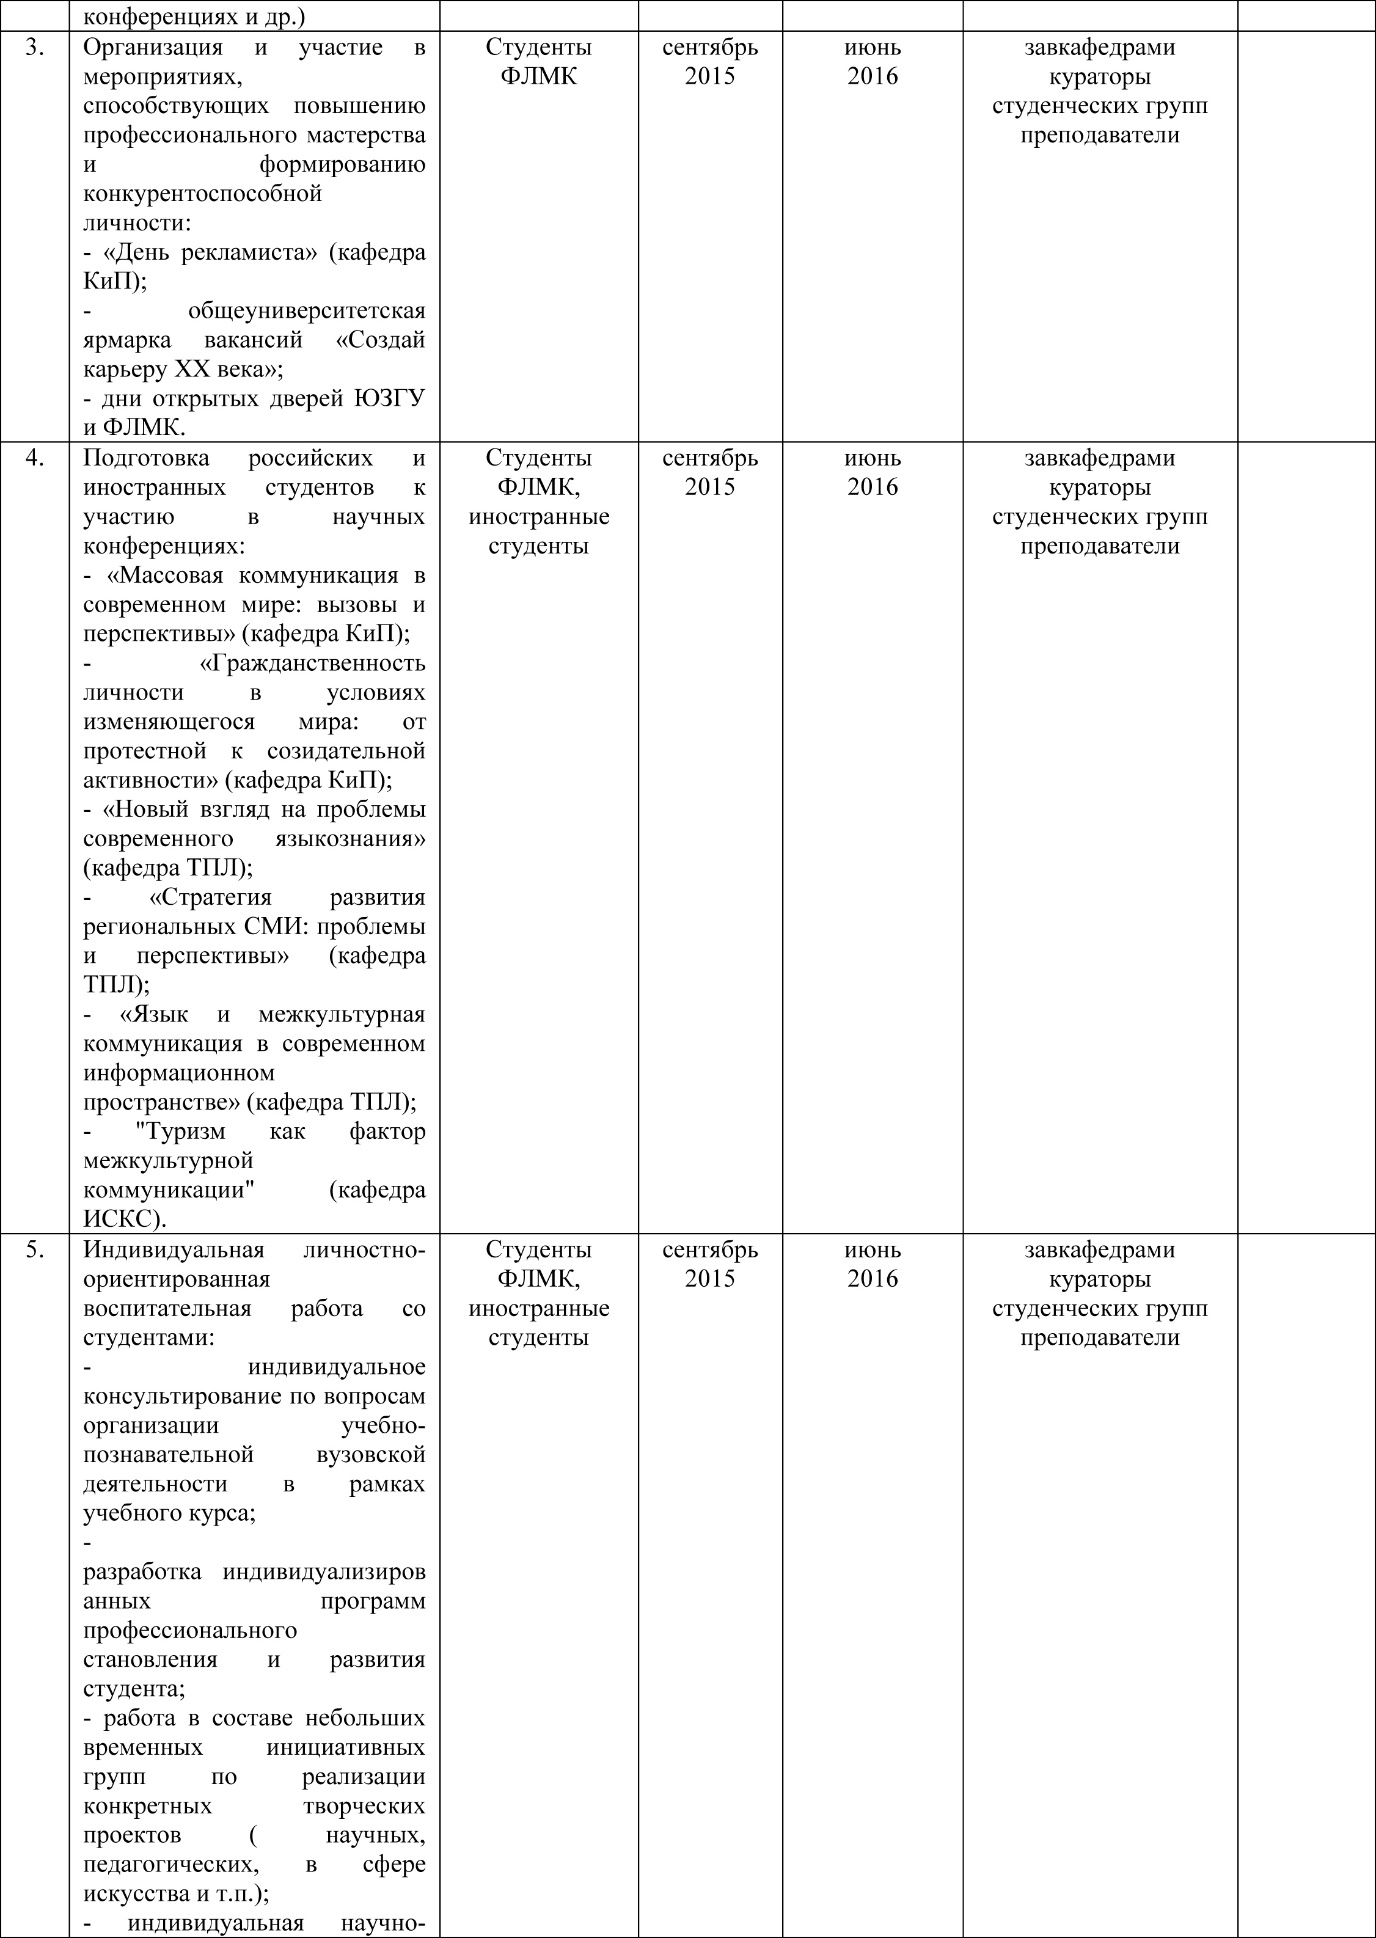 конференциях и др.)
3.
Организация и участие в
мероприятиях,
способствующих повышению
профессионального мастерства
и формированию
конкурентоспособной
личности:
- «День рекламиста» (кафедра
КиП);
- общеуниверситетская
ярмарка вакансий «Создай
карьеру XX века»;
- дни открытых дверей ЮЗГУ
и ФЛМК.
Студенты
ФЛМК
сентябрь
2015
июнь
2016
завкафедрами
кураторы
студенческих групп
преподаватели
4.
Подготовка российских и
иностранных студентов к
участию в научных
конференциях:
- «Массовая коммуникация в
современном мире: вызовы и
перспективы» (кафедра КиП);
- «Гражданственность
личности в условиях
изменяющегося мира: от
протестной к созидательной
активности» (кафедра КиП);
- «Новый взгляд на проблемы
современного языкознания»
(кафедра ТПЛ);
- «Стратегия развития
региональных СМИ: проблемы
и перспективы» (кафедра
ТПЛ);
- «Язык и межкультурная
коммуникация в современном
информационном
пространстве» (кафедра ТПЛ);
- "Туризм как фактор
межкультурной
коммуникации" (кафедра
ИСКС).
Студенты
ФЛМК,
иностранные
студенты
сентябрь
2015
июнь
2016
завкафедрами
кураторы
студенческих групп
преподаватели
5.
Индивидуальная личностно-
ориентированная
воспитательная работа со
студентами:
- индивидуальное
консультирование по вопросам
организации учебно-
познавательной вузовской
деятельности в рамках
учебного курса;
-
разработка индивидуализиров
анных программ
профессионального
становления и развития
студента;
- работа в составе небольших
временных инициативных
групп по реализации
конкретных творческих
проектов ( научных,
педагогических, в сфере
искусства и т.п.);
- индивидуальная научно-
Студенты
ФЛМК,
иностранные
студенты
сентябрь
2015
июнь
2016
завкафедрами
кураторы
студенческих групп
преподаватели